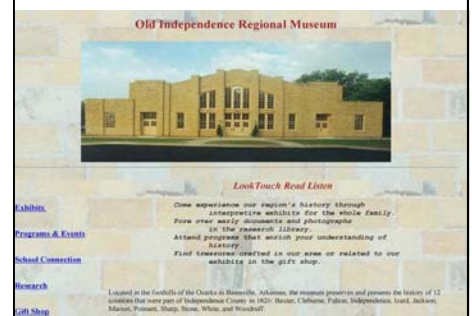 Old Independence Regional Museum
Look Touch Read Listen
Exhibits
Come experience our region's history through
interpretive exhibits for the whole family.
Pore over early documents and photographs
in the research library.
Programs & Events
Attend programs that enrich your understanding of
history.
School Connection
Find treasures crafted in our area or related to our
exhibits in the gift shop.
Research
Located in the foothills of the Ozarks in Batesville, Arkansas, the museum preserves and presents the history of 12
counties that were part of Independence County in 1820: Baxter, Cleburne, Fulton, Independence, Izard, Jackson,
Marion, Poinsett, Sharp, Stone, White, and Woodruff.
Gift Shop